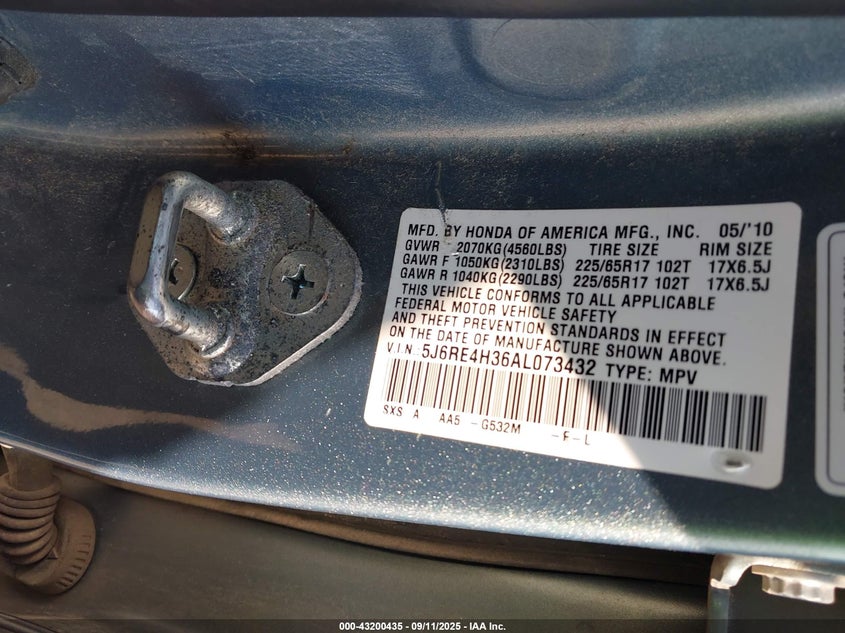 MFD. BY HONDA OF AMERICA MFG., INC. 05/'10
GVWR 2070KG(4560LBS) TIRE SIZE RIM SIZE
GAWR F 1050KG(2310LBS) 225/65R17 102T 17X6.5J
GAWR R 1040KG(2290LBS) 225/65R17 102T 17X6.5J
THIS VEHICLE CONFORMS TO ALL APPLICABLE
FEDERAL MOTOR VEHICLE SAFETY
AND THEFT PREVENTION STANDARDS IN EFFECT
ON THE DATE OF MANUFACTURE SHOWN ABOVE.
V.I.N. 5J6RE4H36AL073432 TYPE: MPV
SXS A AA5 -G532M -F-L
000-43200435 - 09/11/2025 - IAA Inc.